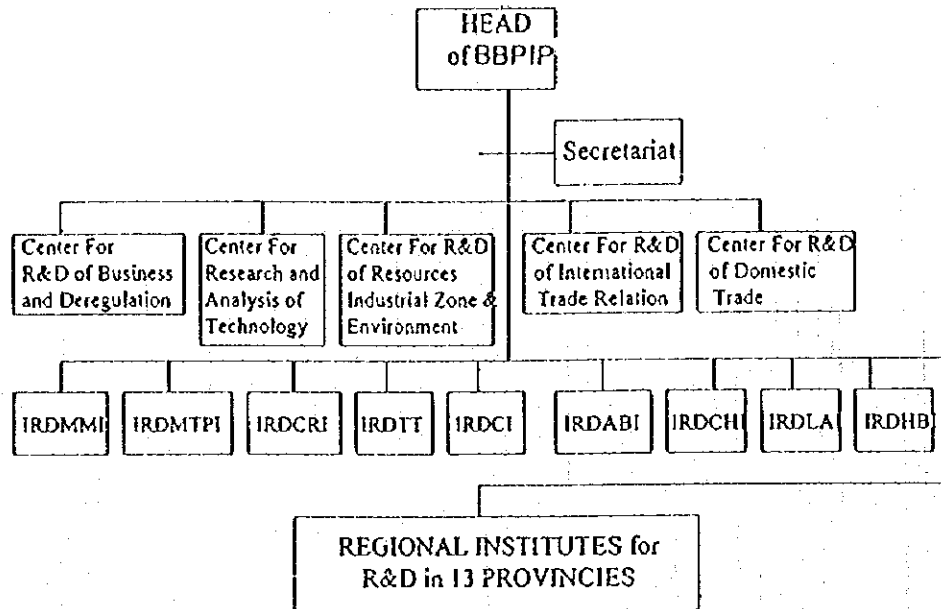 HEAD
of BBPIP
Secretariat
Center For
R&D of Business
and Deregulation
Center For
Research and
Analysis of
Technology
Center For R&D
of Resources
Industrial Zone &
Environment
Center For R&D
of International
Trade Relation
Center For R&D
of Domestic
Trade
IRDMMI
IRDMTPI
IRDCRI
IRDTT
IRDCI
IRDABI
IRDCHI
IRDLAI
IRDHB
REGIONAL INSTITUTES for
R&D in 13 PROVINCIES